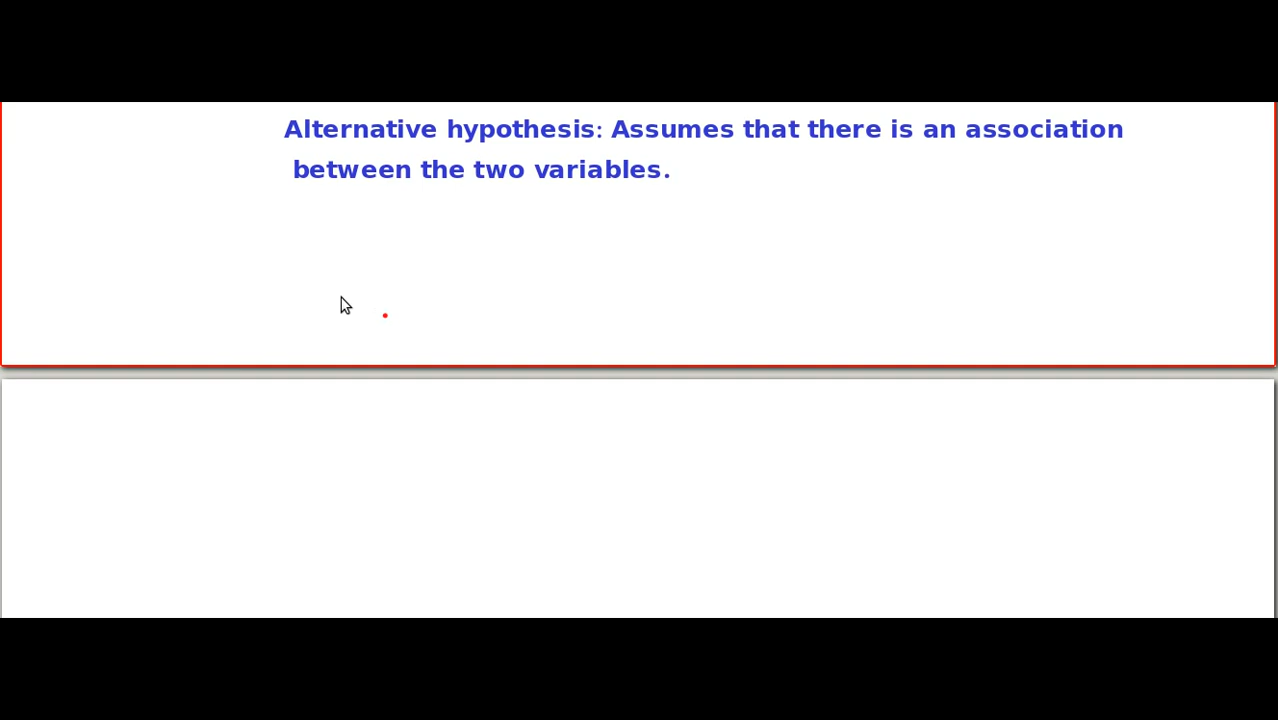 Alternative hypothesis: Assumes that there is an association
between the two variables.